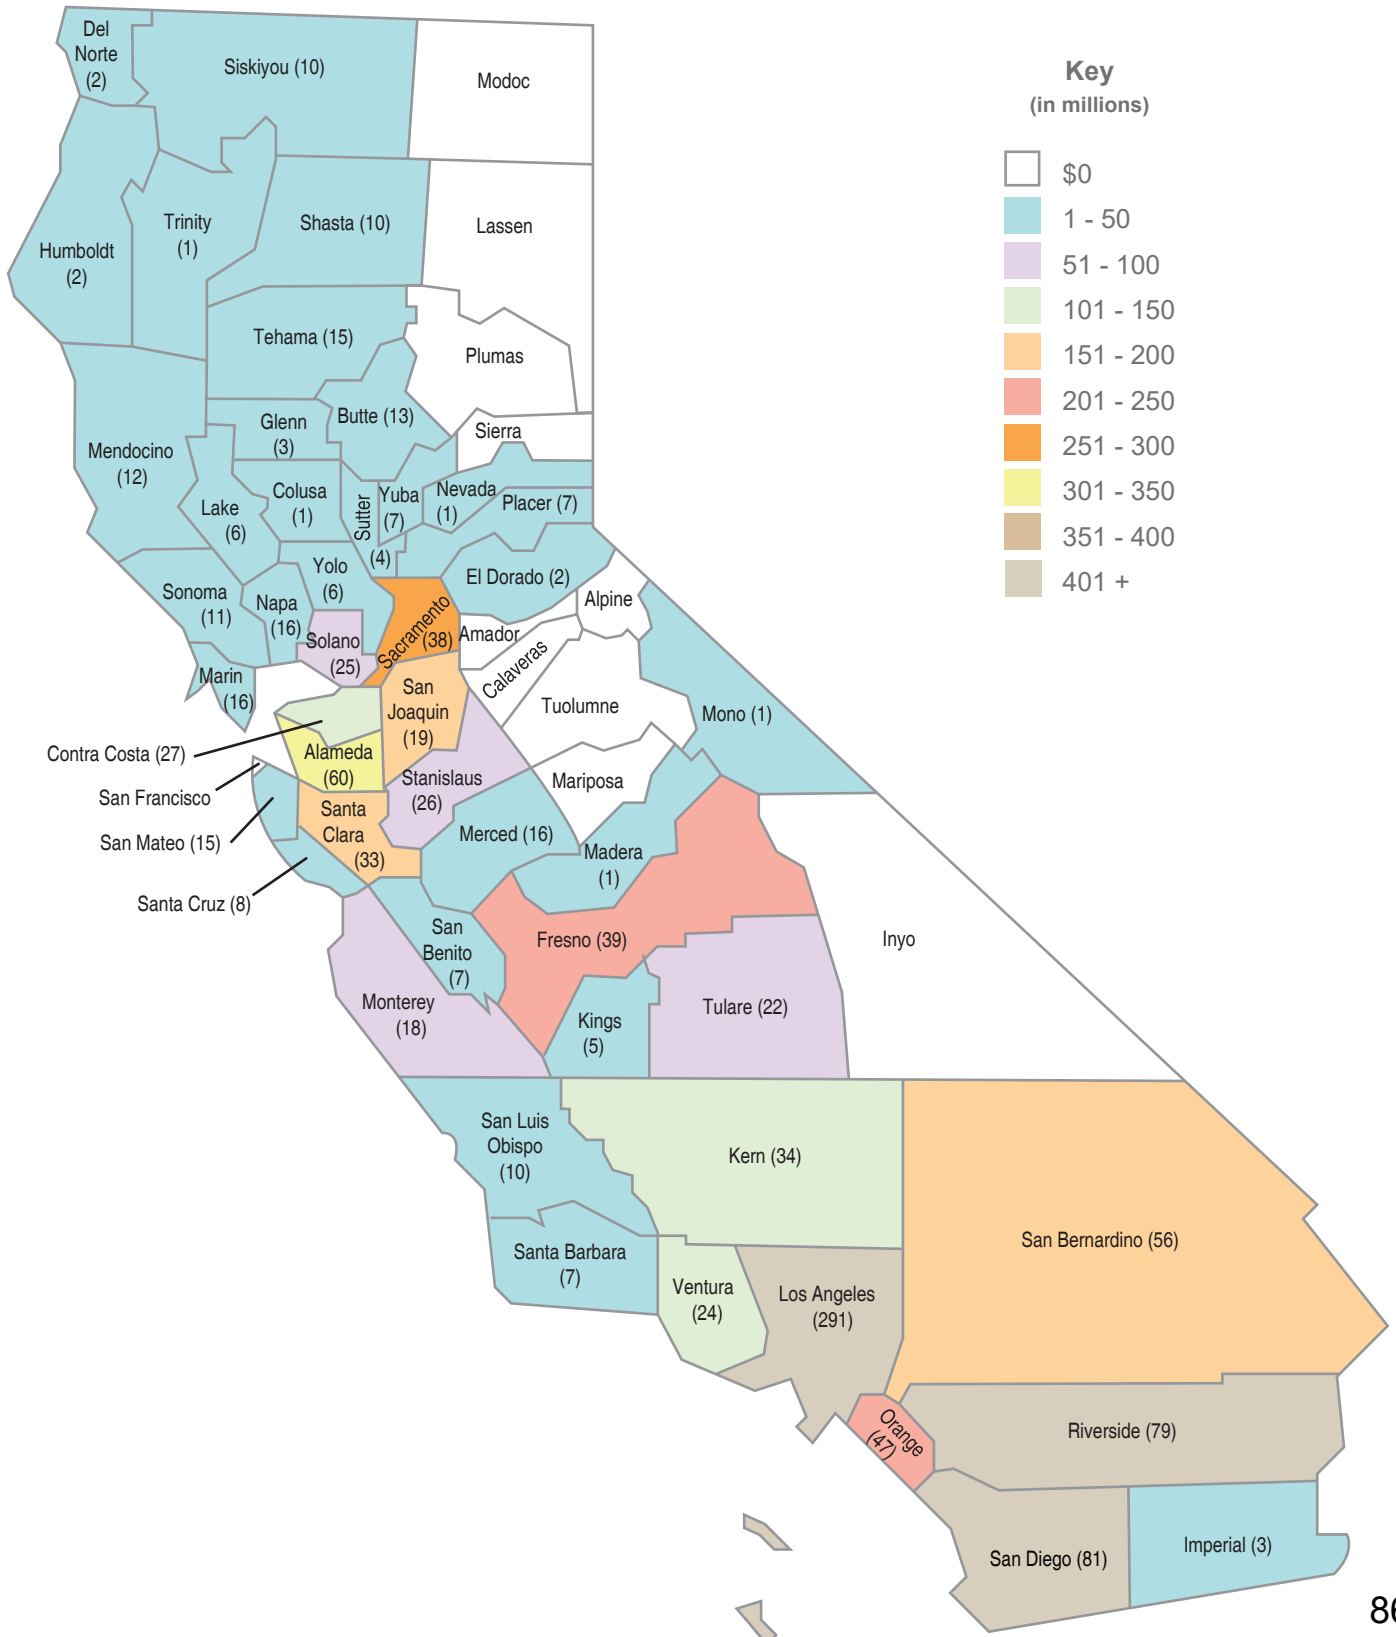 Del
Norte
(2)
Siskiyou (10)
Modoc
Key
(in millions)
$0
1 - 50
51 - 100
101 - 150
151 - 200
201 - 250
251 - 300
301 - 350
351 - 400
401 +
Humboldt
(2)
Trinity
(1)
Shasta (10)
Lassen
Tehama (15)
Plumas
Butte (13)
Glenn
(3)
Sierra
Mendocino
(12)
Lake
(6)
Colusa
(1)
Sutter
(4)
Yuba
(7)
Nevada
(1)
Placer (7)
El Dorado (2)
Sonoma
(11)
Napa
(16)
Yolo
(6)
Solano
(25)
Sacramento
(38)
Amador
Alpine
Calaveras
Marin
(16)
San
Joaquin
(19)
Tuolumne
Mono (1)
Contra Costa (27)
Alameda
(60)
Stanislaus
(26)
Mariposa
San Francisco
San Mateo (15)
Santa
Clara
(33)
Merced (16)
Madera
(1)
Santa Cruz (8)
San
Benito
(7)
Fresno (39)
Inyo
Monterey
(18)
Kings
(5)
Tulare (22)
San Luis
Obispo
(10)
Kern (34)
San Bernardino (56)
Santa Barbara
(7)
Ventura
(24)
Los Angeles
(291)
Orange
(47)
Riverside (79)
San Diego (81)
Imperial (3)
86